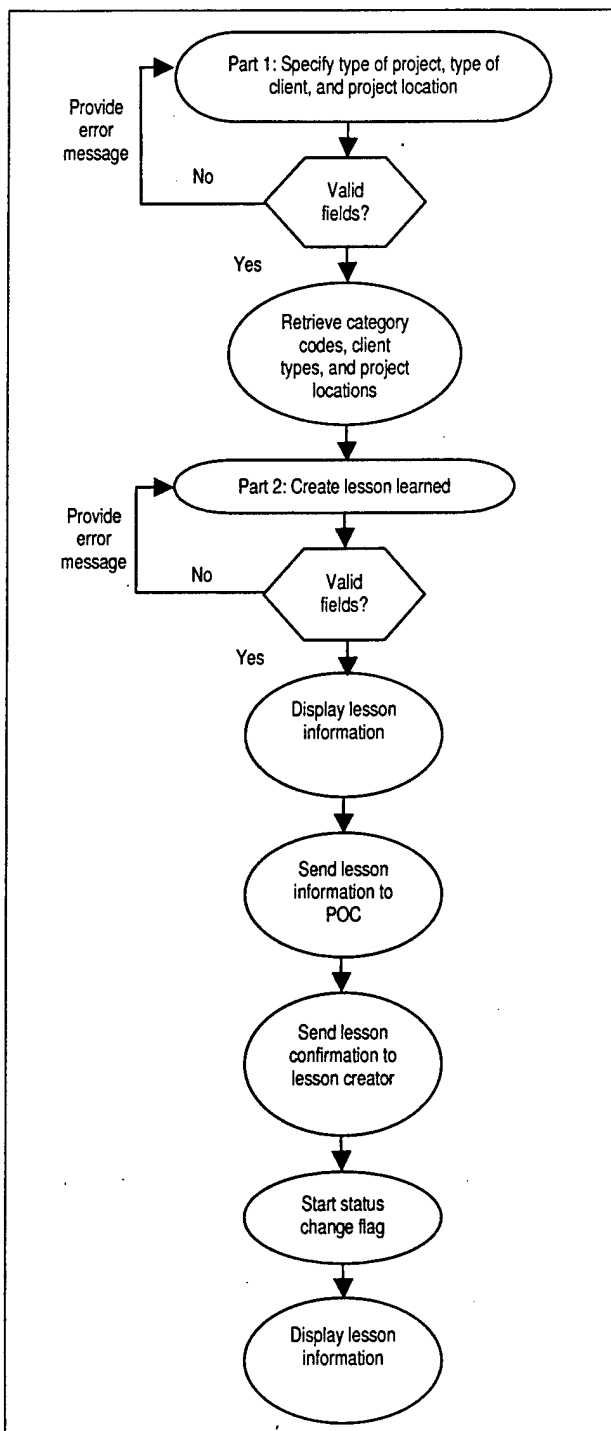 Part 1: Specify type of project, type of
client, and project location
Provide
error
message
No
Valid
fields?
Yes
Retrieve category
codes, client
types, and project
locations
Part 2: Create lesson learned
Provide
error
message
No
Valid
fields?
Yes
Display lesson
information
Send lesson
information to
POC
Send lesson
confirmation to
lesson creator
Start status
change flag
Display lesson
information